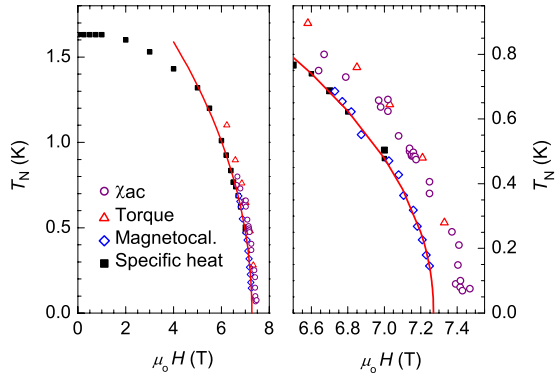 1.5
1.0
0.5
0.0
T_N (K)
χac
Torque
Magnetocal.
Specific heat
0 2 4 6 8
μ₀H (T)
0.8
0.6
0.4
0.2
0.0
T_N (K)
6.6 6.8 7.0 7.2 7.4
μ₀H (T)